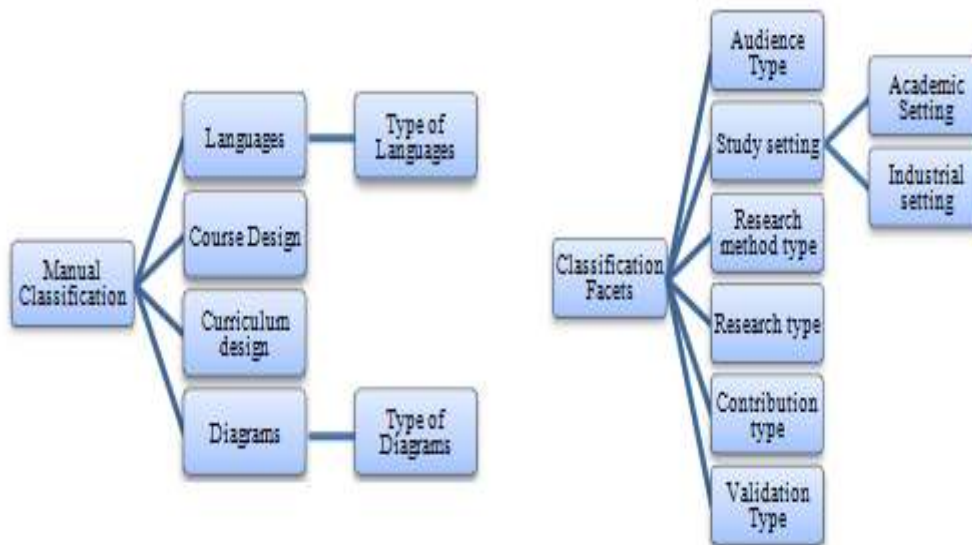 Manual
Classification
Languages
Type of
Languages
Course Design
Curriculum
design
Diagrams
Type of
Diagrams
Classification
Facets
Audience
Type
Study setting
Academic
Setting
Industrial
setting
Research
method type
Research type
Contribution
type
Validation
Type